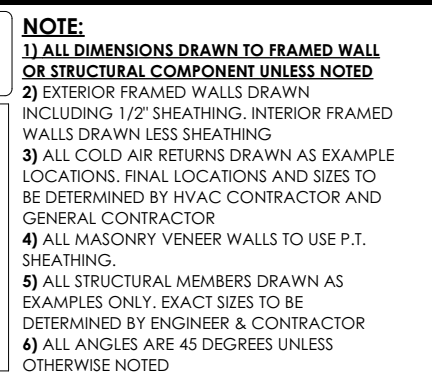 NOTE:
1) ALL DIMENSIONS DRAWN TO FRAMED WALL
OR STRUCTURAL COMPONENT UNLESS NOTED
2) EXTERIOR FRAMED WALLS DRAWN
INCLUDING 1/2" SHEATHING. INTERIOR FRAMED
WALLS DRAWN LESS SHEATHING
3) ALL COLD AIR RETURNS DRAWN AS EXAMPLE
LOCATIONS. FINAL LOCATIONS AND SIZES TO
BE DETERMINED BY HVAC CONTRACTOR AND
GENERAL CONTRACTOR
4) ALL MASONRY VENEER WALLS TO USE P.T.
SHEATHING.
5) ALL STRUCTURAL MEMBERS DRAWN AS
EXAMPLES ONLY. EXACT SIZES TO BE
DETERMINED BY ENGINEER & CONTRACTOR
6) ALL ANGLES ARE 45 DEGREES UNLESS
OTHERWISE NOTED